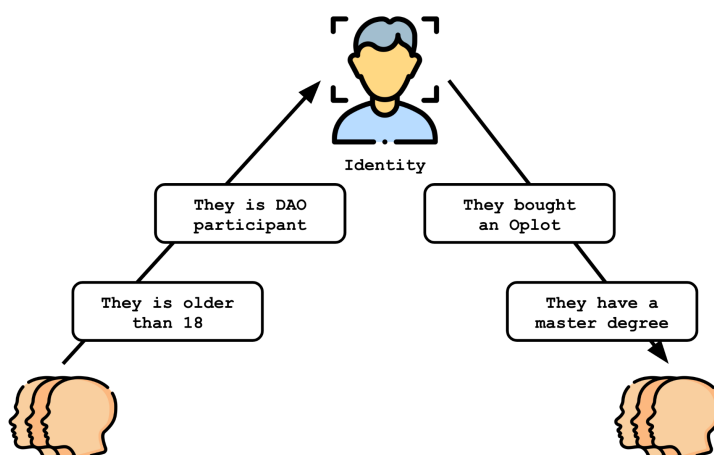 Identity
They is DAO
participant
They bought
an Oplot
They is older
than 18
They have a
master degree